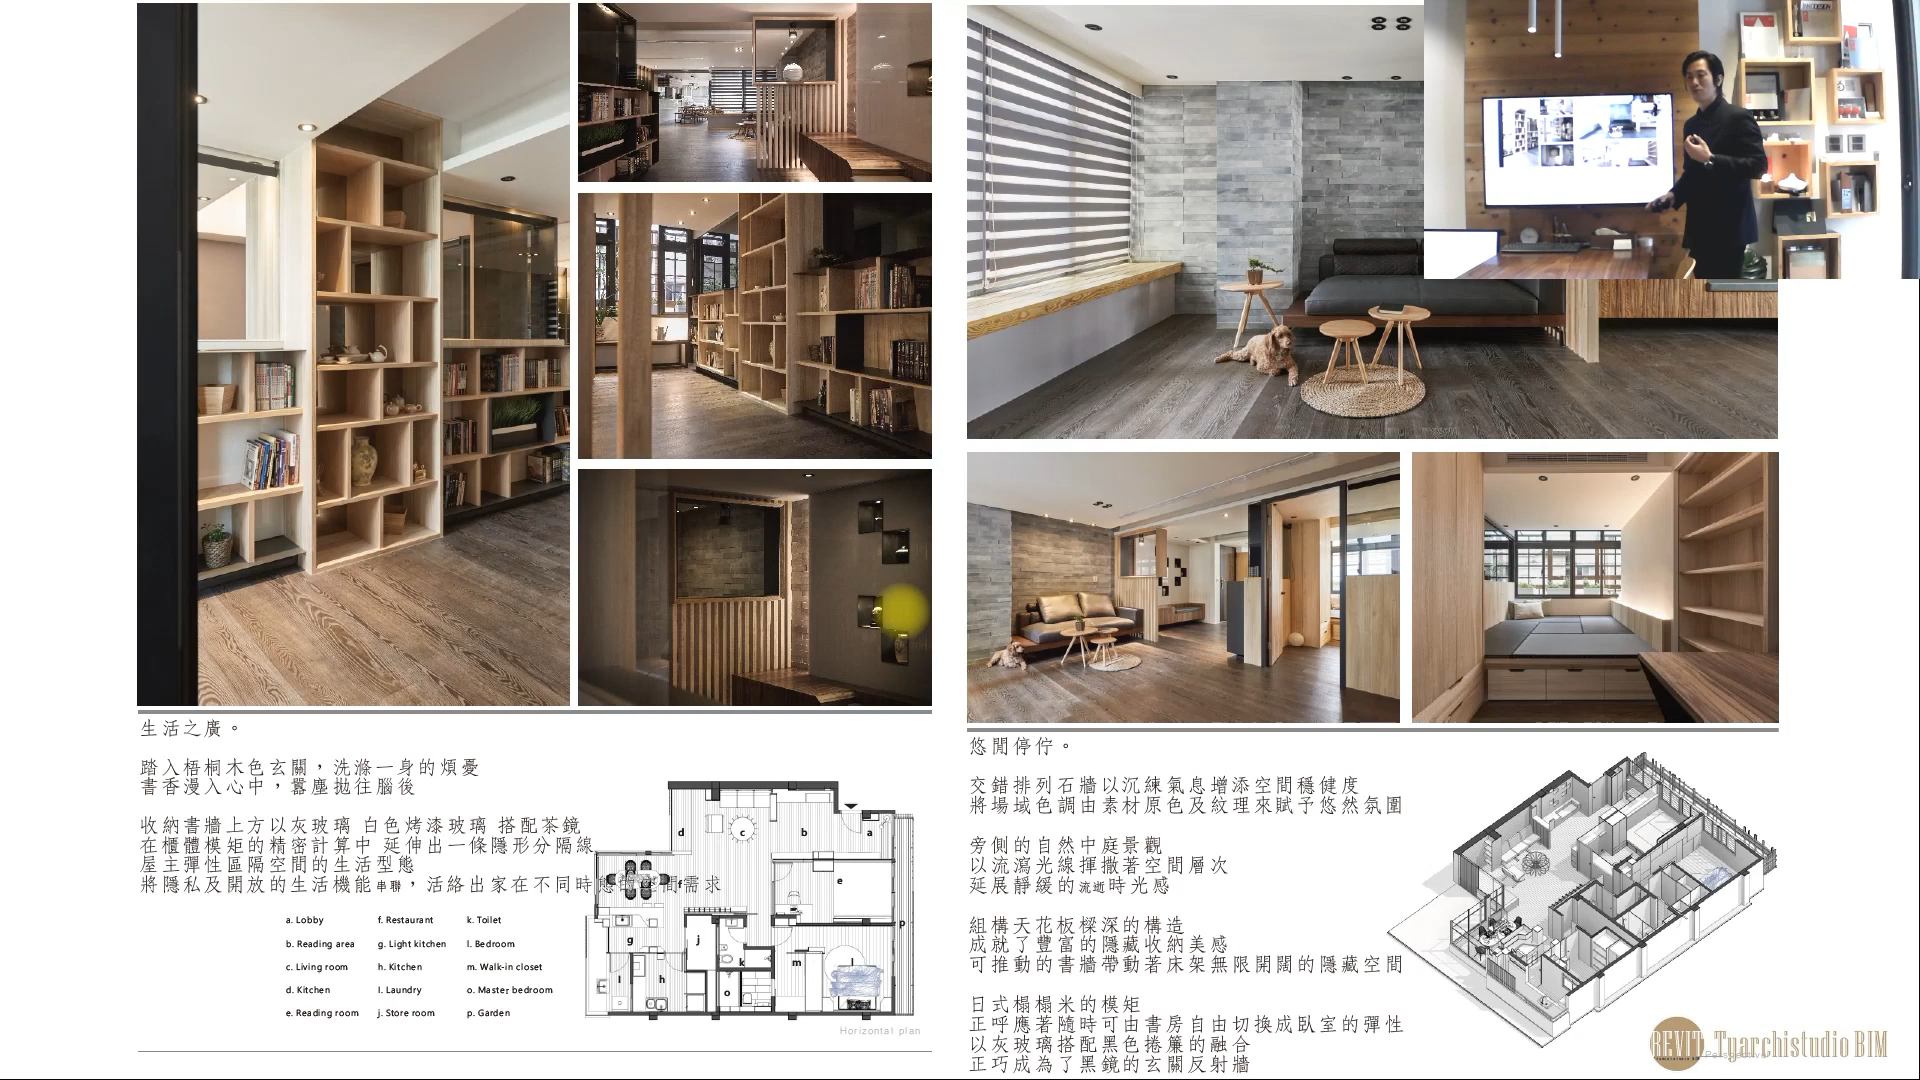 生活之廣。
踏入梧桐木色玄關，洗滌一身的煩憂
書香漫入心中，囂塵拋往腦後
收納書牆上方以灰玻璃 白色烤漆玻璃 搭配茶鏡
在櫃體模矩的精密計算中 延伸出一條隱形分隔線
屋主彈性區隔空間的生活型態
將隱私及開放的生活機能串聯，活絡出家在不同時態的空間需求
a. Lobby
b. Reading area
c. Living room
d. Kitchen
e. Reading room
f. Restaurant
g. Light kitchen
h. Kitchen
I. Laundry
j. Store room
k. Toilet
l. Bedroom
m. Walk-in closet
o. Master bedroom
p. Garden
d
c
b
a
f
e
p
g
j
k
m
l
l
h
o
Horizontal plan
悠閒停佇。
交錯排列石牆以沉練氣息增添空間穩健度
將場域色調由素材原色及紋理來賦予悠然氛圍
旁側的自然中庭景觀
以流瀉光線揮撒著空間層次
延展靜緩的流逝時光感
組構天花板樑深的構造
成就了豐富的隱藏收納美感
可推動的書牆帶動著床架無限開闊的隱藏空間
日式榻榻米的模矩
正呼應著隨時可由書房自由切換成臥室的彈性
以灰玻璃搭配黑色捲簾的融合
正巧成為了黑鏡的玄關反射牆
REVIT Tyarchistudio BIM